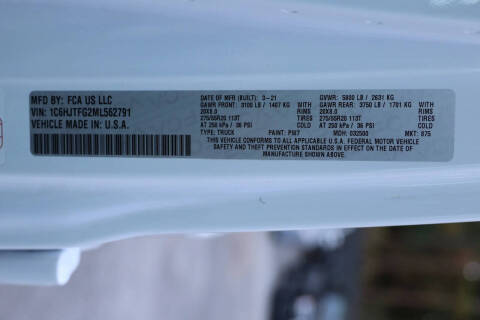 MFD BY: FCA US LLC
VIN: 1C6HJTFG2ML562791
VEHICLE MADE IN U.S.A.
DATE OF MFR (BUILT): 3-21 GVWR: 5800 LB / 2631 KG
GAWR FRONT: 3100 LB / 1407 KG GAWR REAR: 3750 LB / 1701 KG
20X8.0 TIRES 20X8.0 TIRES
275/55R20 113T RIMS 275/55R20 113T RIMS
AT 250 kPa / 36 PSI COLD AT 250 kPa / 36 PSI COLD
TYPE: TRUCK PAINT: PW7 MDH: 032500 MKT: 875
THIS VEHICLE CONFORMS TO ALL APPLICABLE U.S.A. FEDERAL MOTOR VEHICLE
SAFETY AND THEFT PREVENTION STANDARDS IN EFFECT ON THE DATE OF
MANUFACTURE